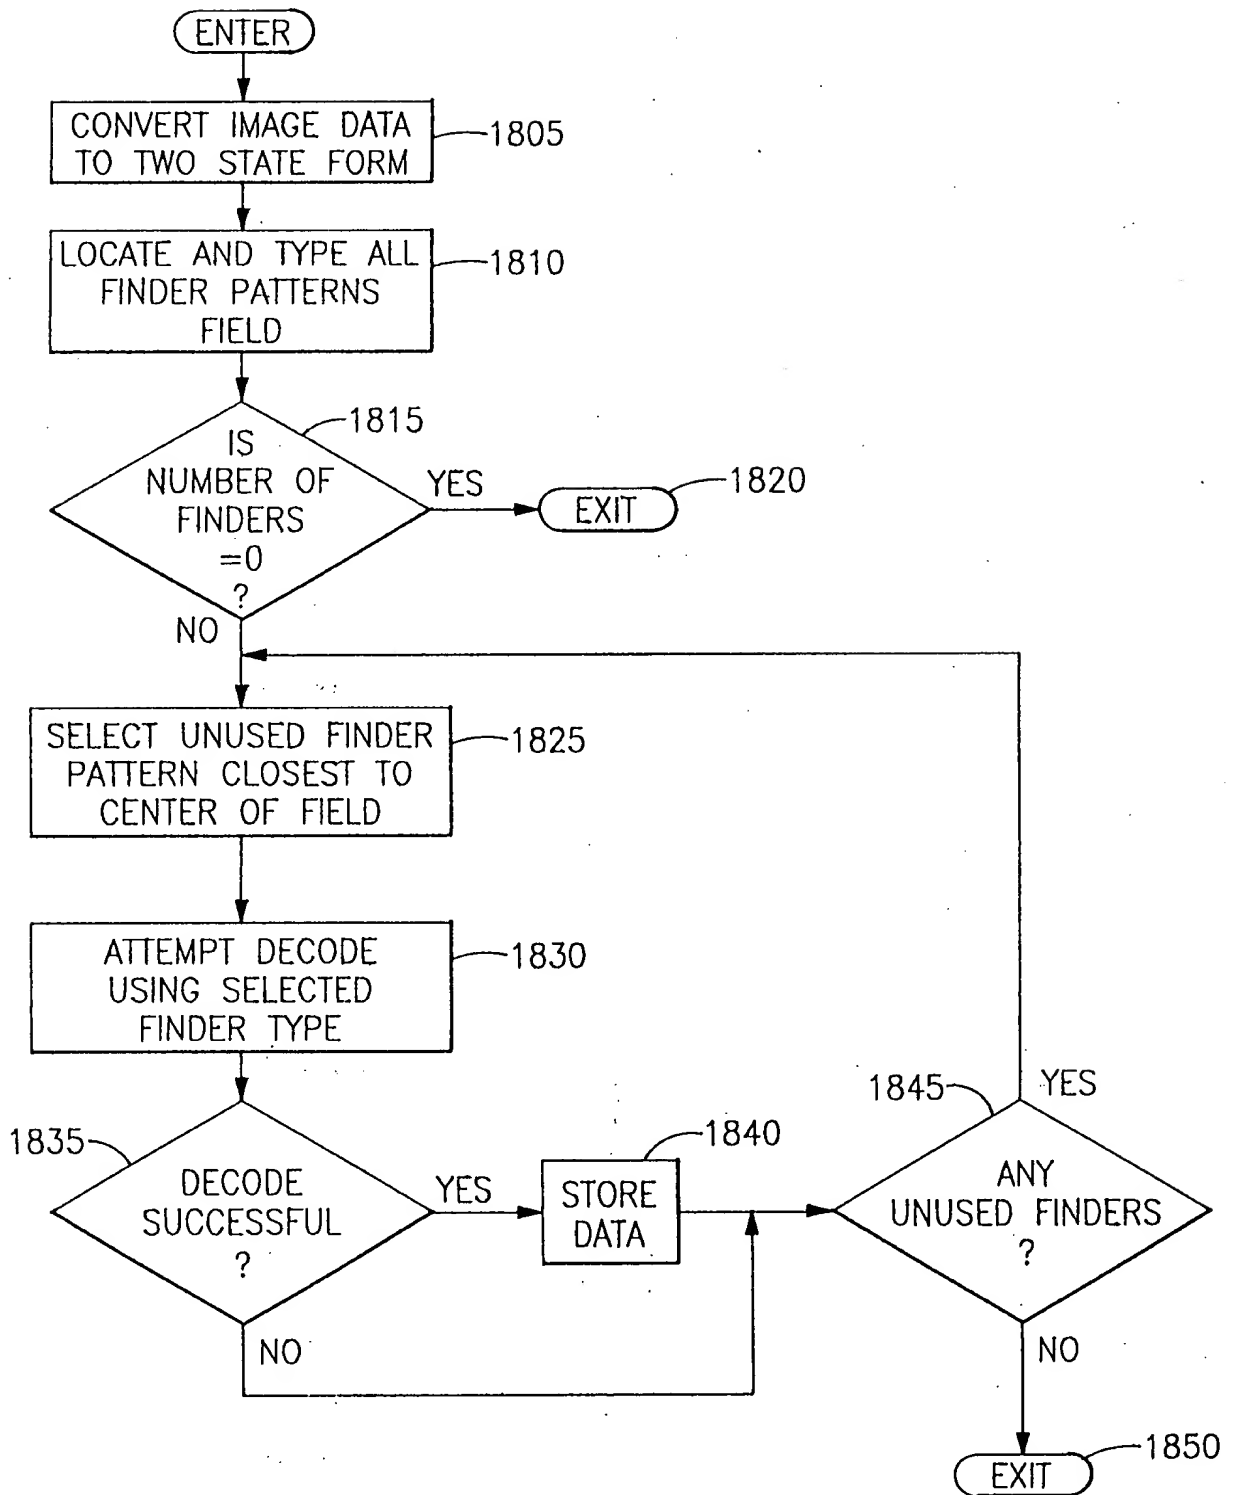 ENTER
CONVERT IMAGE DATA
TO TWO STATE FORM
1805
LOCATE AND TYPE ALL
FINDER PATTERNS
FIELD
1810
IS
NUMBER OF
FINDERS
=0
?
1815
YES
EXIT
1820
NO
SELECT UNUSED FINDER
PATTERN CLOSEST TO
CENTER OF FIELD
1825
ATTEMPT DECODE
USING SELECTED
FINDER TYPE
1830
1835
DECODE
SUCCESSFUL
?
YES
NO
STORE
DATA
1840
1845
ANY
UNUSED FINDERS
?
YES
NO
EXIT
1850